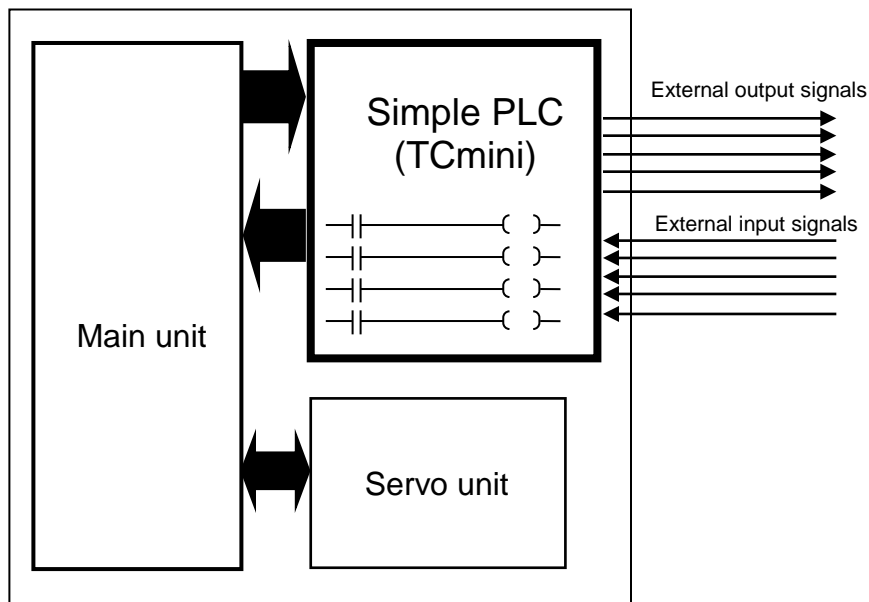 Simple PLC
(TCmini)
External output signals
External input signals
Main unit
Servo unit